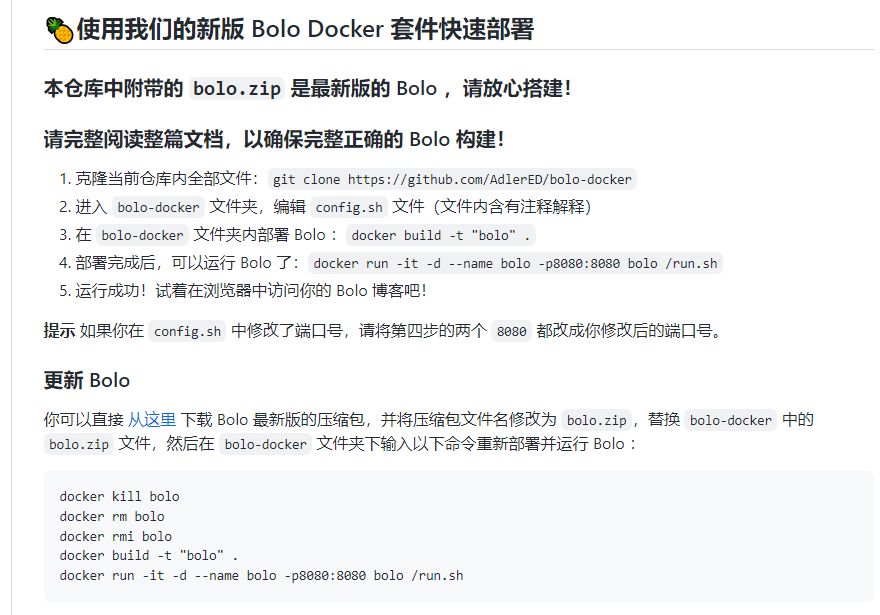 🍍使用我们的新版 Bolo Docker 套件快速部署
本仓库中附带的 bolo.zip 是最新版的 Bolo ，请放心搭建！
请完整阅读整篇文档，以确保完整正确的 Bolo 构建！
1. 克隆当前仓库内全部文件： git clone https://github.com/AdlerED/bolo-docker
2. 进入 bolo-docker 文件夹，编辑 config.sh 文件（文件内含有注释解释）
3. 在 bolo-docker 文件夹内部署 Bolo ： docker build -t "bolo" .
4. 部署完成后，可以运行 Bolo 了： docker run -it -d --name bolo -p8080:8080 bolo /run.sh
5. 运行成功！试着在浏览器中访问你的 Bolo 博客吧！
提示 如果你在 config.sh 中修改了端口号，请将第四步的两个 8080 都改成你修改后的端口号。
更新 Bolo
你可以直接 从这里 下载 Bolo 最新版的压缩包，并将压缩包文件名修改为 bolo.zip，替换 bolo-docker 中的
bolo.zip 文件，然后在 bolo-docker 文件夹下输入以下命令重新部署并运行 Bolo ：
docker kill bolo
docker rm bolo
docker rmi bolo
docker build -t "bolo" .
docker run -it -d --name bolo -p8080:8080 bolo /run.sh